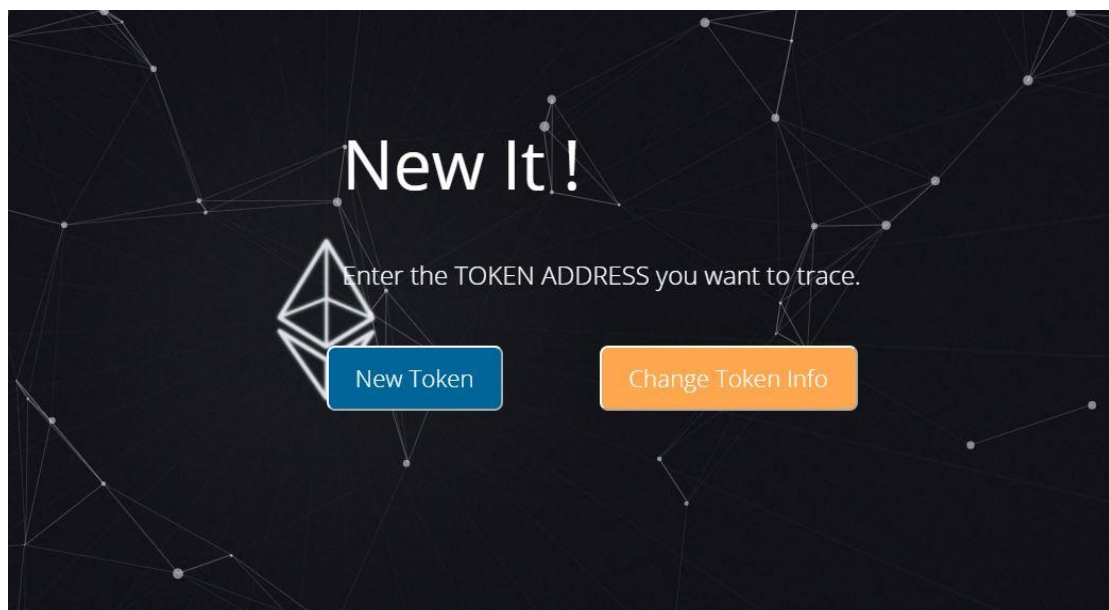 New It !
Enter the TOKEN ADDRESS you want to trace.
New Token
Change Token Info